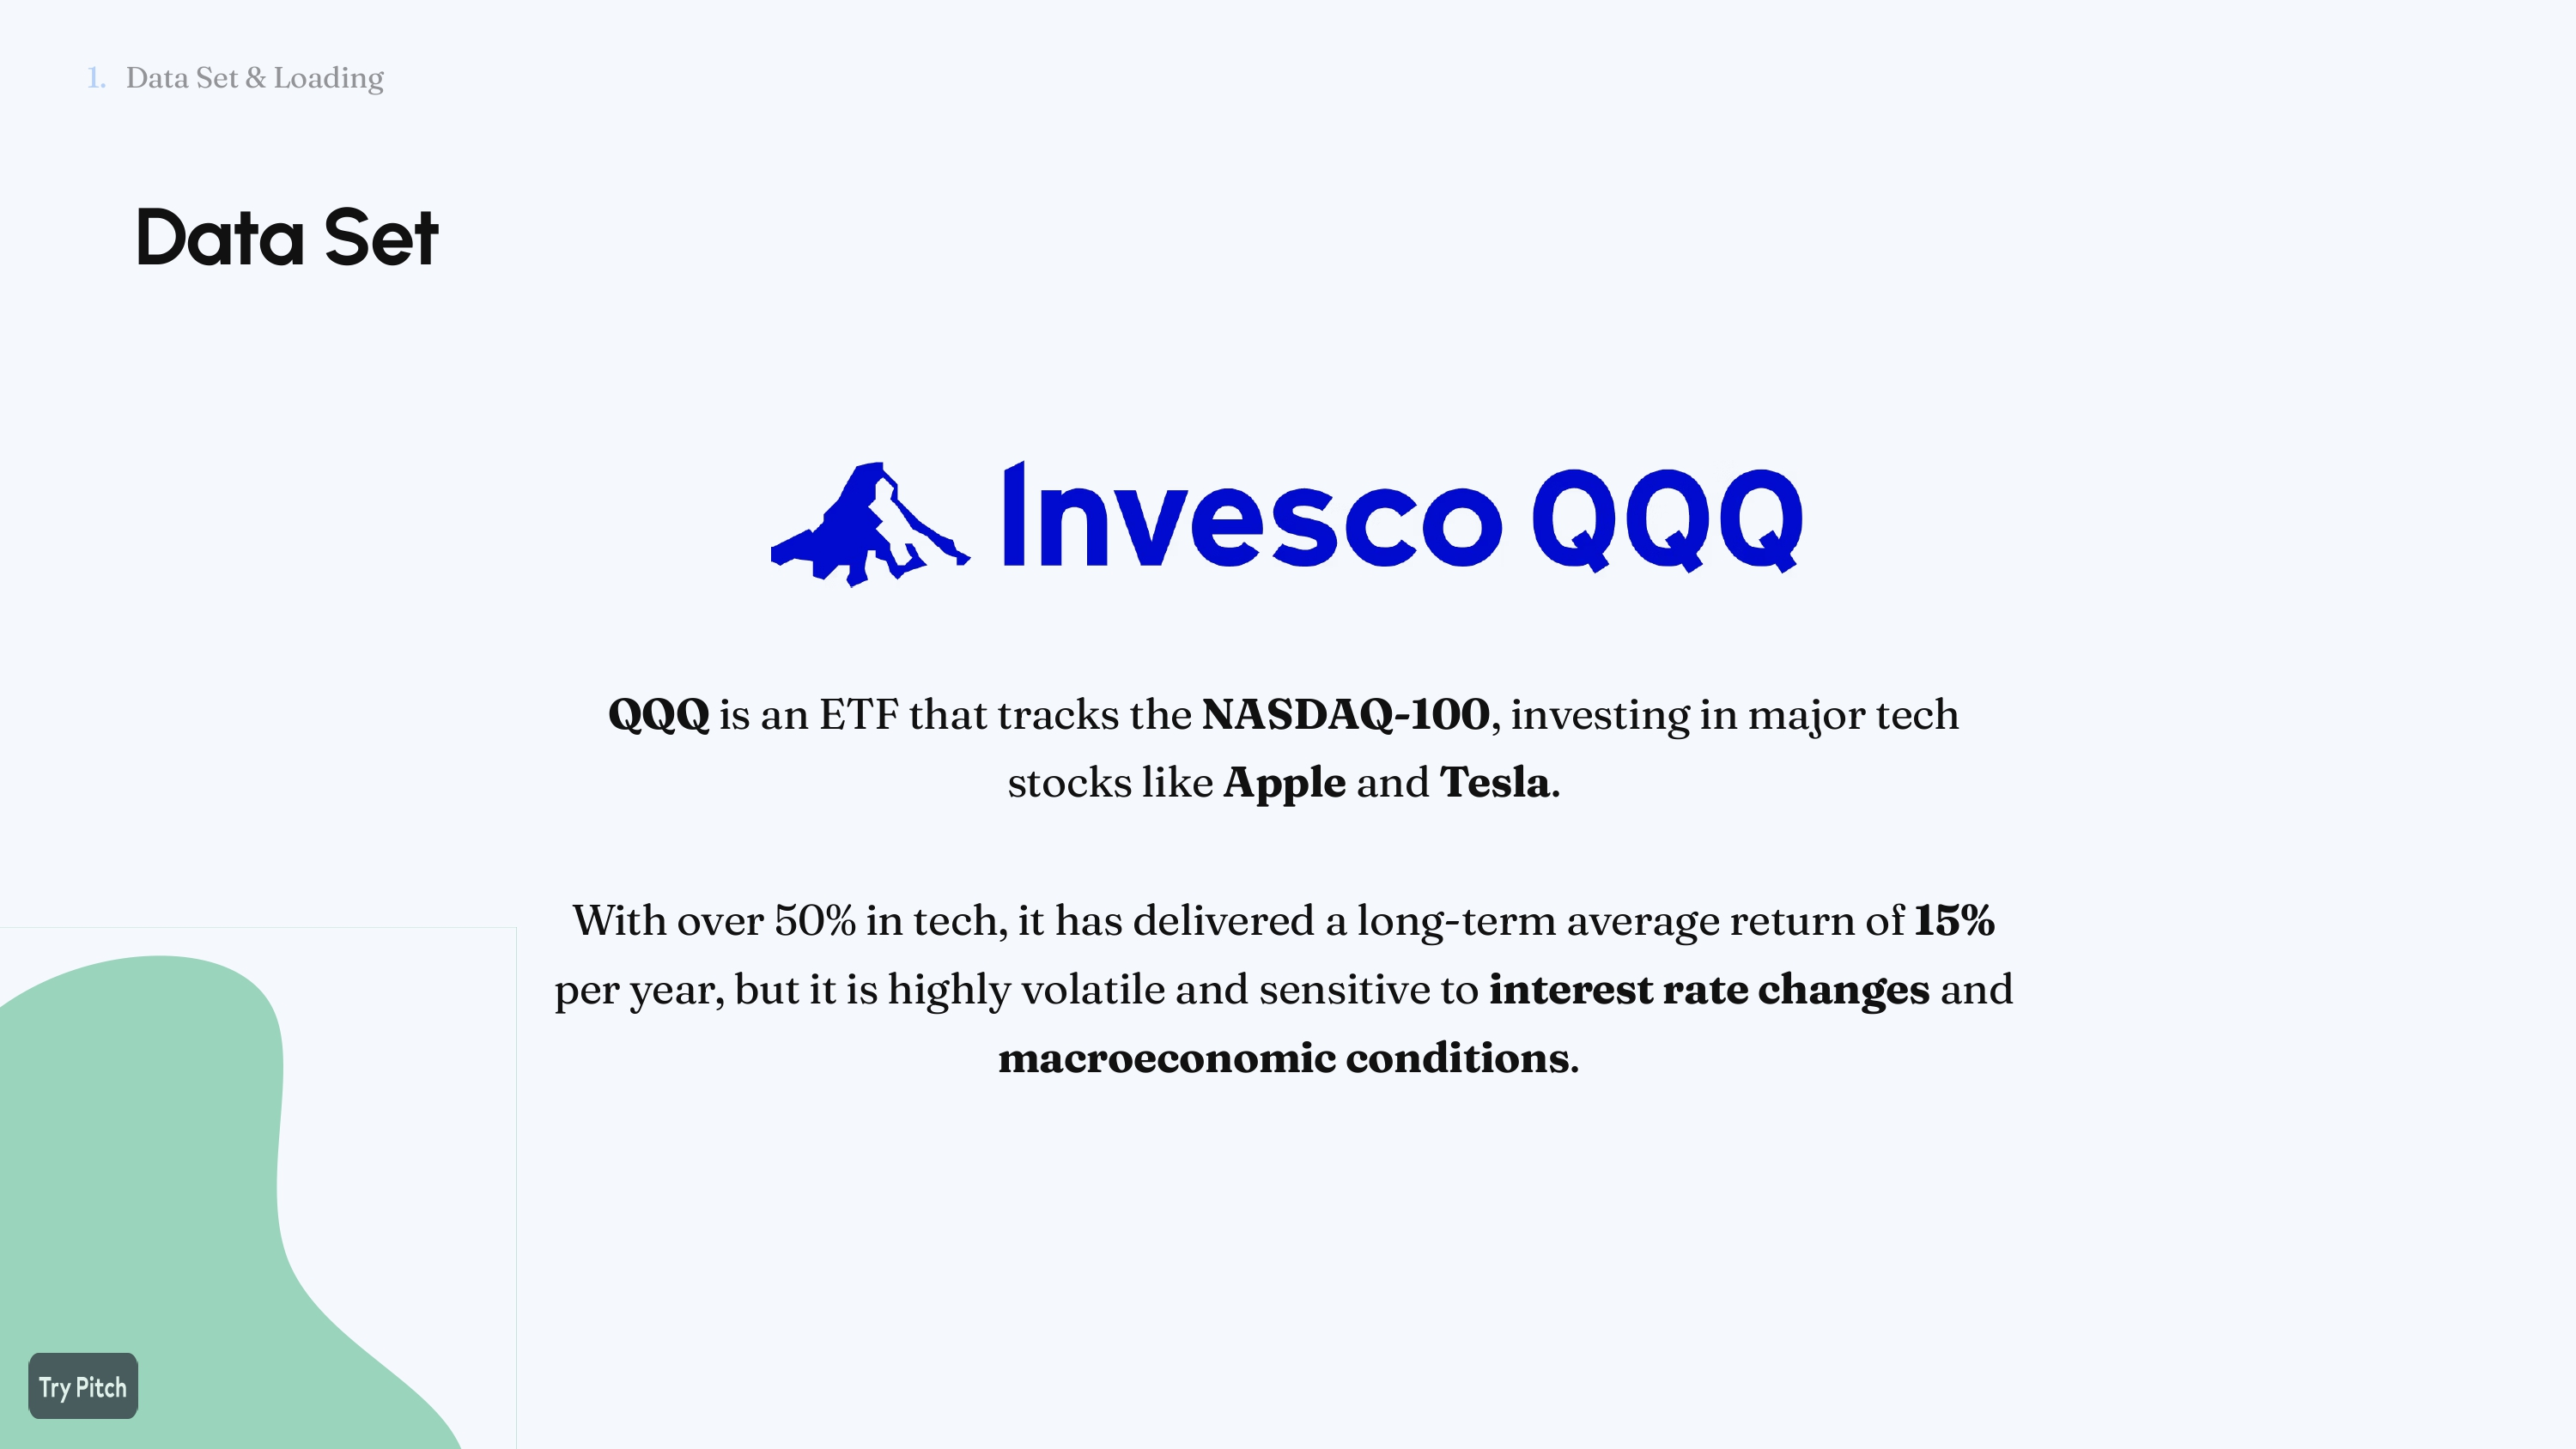 1. Data Set & Loading
Data Set
Invesco QQQ
QQQ is an ETF that tracks the NASDAQ-100, investing in major tech
stocks like Apple and Tesla.
With over 50% in tech, it has delivered a long-term average return of 15%
per year, but it is highly volatile and sensitive to interest rate changes and
macroeconomic conditions.
Try Pitch